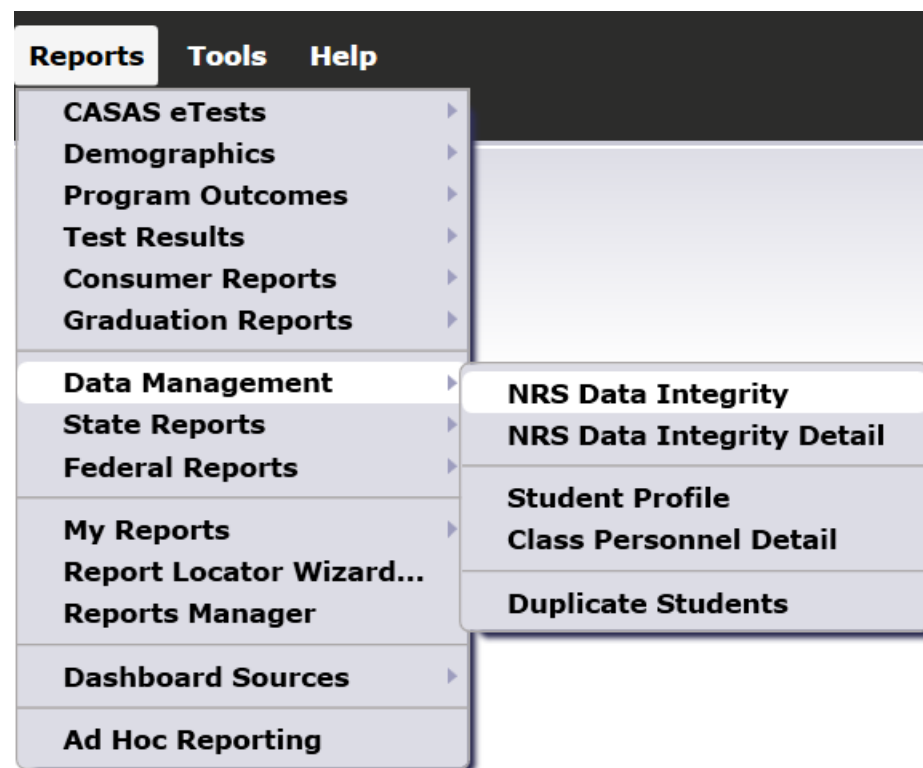 Reports Tools Help
CASAS eTests
Demographics
Program Outcomes
Test Results
Consumer Reports
Graduation Reports
Data Management
State Reports
Federal Reports
My Reports
Report Locator Wizard...
Reports Manager
Dashboard Sources
Ad Hoc Reporting
NRS Data Integrity
NRS Data Integrity Detail
Student Profile
Class Personnel Detail
Duplicate Students